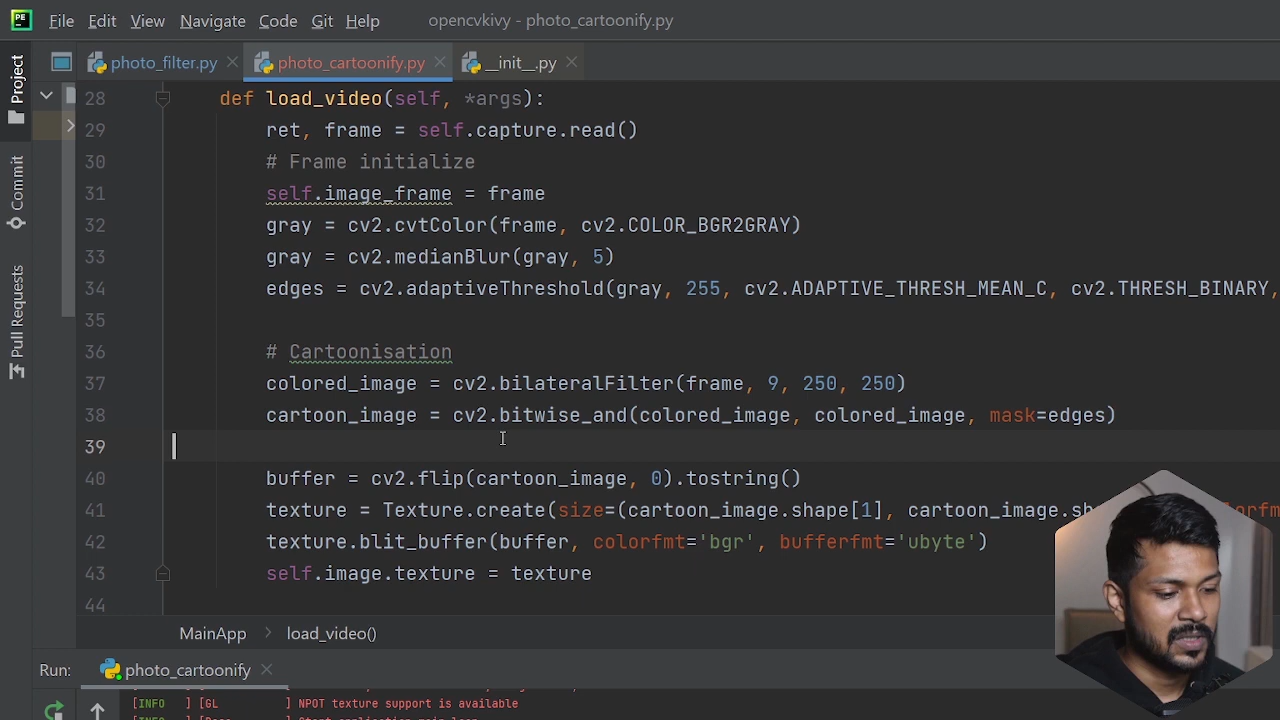 PE File Edit View Navigate Code Git Help opencvkivy - photo_cartoonify.py
photo_filter.py photo_cartoonify.py __init__.py
Project
Commit
Pull Requests
28 def load_video(self, *args):
29 ret, frame = self.capture.read()
30 # Frame initialize
31 self.image_frame = frame
32 gray = cv2.cvtColor(frame, cv2.COLOR_BGR2GRAY)
33 gray = cv2.medianBlur(gray, 5)
34 edges = cv2.adaptiveThreshold(gray, 255, cv2.ADAPTIVE_THRESH_MEAN_C, cv2.THRESH_BINARY,
35
36 # Cartoonisation
37 colored_image = cv2.bilateralFilter(frame, 9, 250, 250)
38 cartoon_image = cv2.bitwise_and(colored_image, colored_image, mask=edges)
39
40 buffer = cv2.flip(cartoon_image, 0).tostring()
41 texture = Texture.create(size=(cartoon_image.shape[1], cartoon_image.sh
42 texture.blit_buffer(buffer, colorfmt='bgr', bufferfmt='ubyte')
43 self.image.texture = texture
44
MainApp load_video()
Run: photo_cartoonify
[INFO ] [GL ] NPOT texture support is available